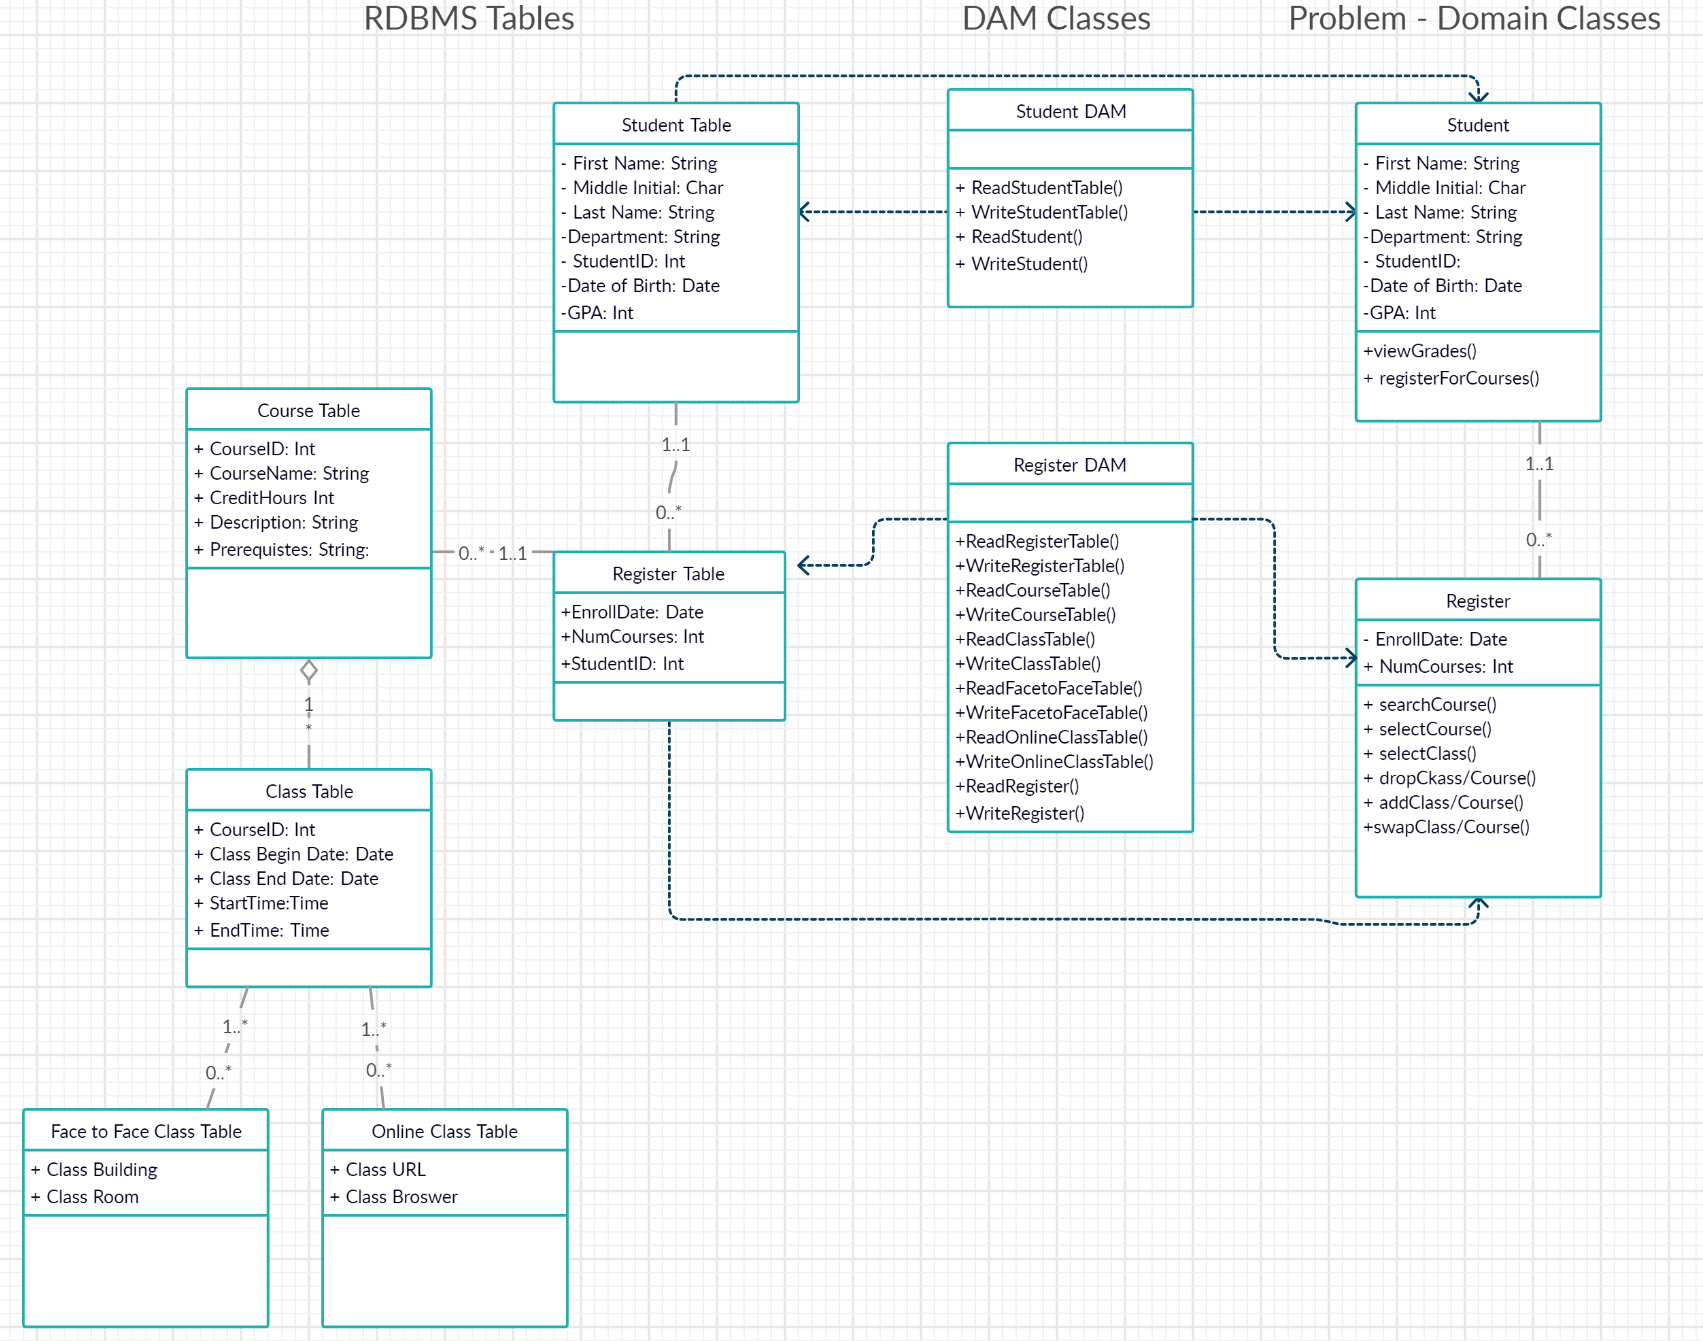 RDBMS Tables
DAM Classes
Problem - Domain Classes
Student Table
- First Name: String
- Middle Initial: Char
- Last Name: String
-Department: String
- StudentID: Int
-Date of Birth: Date
-GPA: Int
Student DAM
+ ReadStudentTable()
+ WriteStudentTable()
+ ReadStudent()
+ WriteStudent()
Student
- First Name: String
- Middle Initial: Char
- Last Name: String
-Department: String
- StudentID:
-Date of Birth: Date
-GPA: Int
+viewGrades()
+ registerForCourses()
Course Table
+ CourseID: Int
+ CourseName: String
+ CreditHours Int
+ Description: String
+ Prerequistes: String:
1..1
0..*
0..*
1..1
Register Table
+EnrollDate: Date
+NumCourses: Int
+StudentID: Int
Register DAM
+ReadRegisterTable()
+WriteRegisterTable()
+ReadCourseTable()
+WriteCourseTable()
+ReadClassTable()
+WriteClassTable()
+ReadFacetoFaceTable()
+WriteFacetoFaceTable()
+ReadOnlineClassTable()
+WriteOnlineClassTable()
+ReadRegister()
+WriteRegister()
1..1
0..*
Register
- EnrollDate: Date
+ NumCourses: Int
+ searchCourse()
+ selectCourse()
+ selectClass()
+ dropCkass/Course()
+ addClass/Course()
+swapClass/Course()
1
*
Class Table
+ CourseID: Int
+ Class Begin Date: Date
+ Class End Date: Date
+ StartTime:Time
+ EndTime: Time
1..*
0..*
1..*
0..*
Face to Face Class Table
+ Class Building
+ Class Room
Online Class Table
+ Class URL
+ Class Broswer